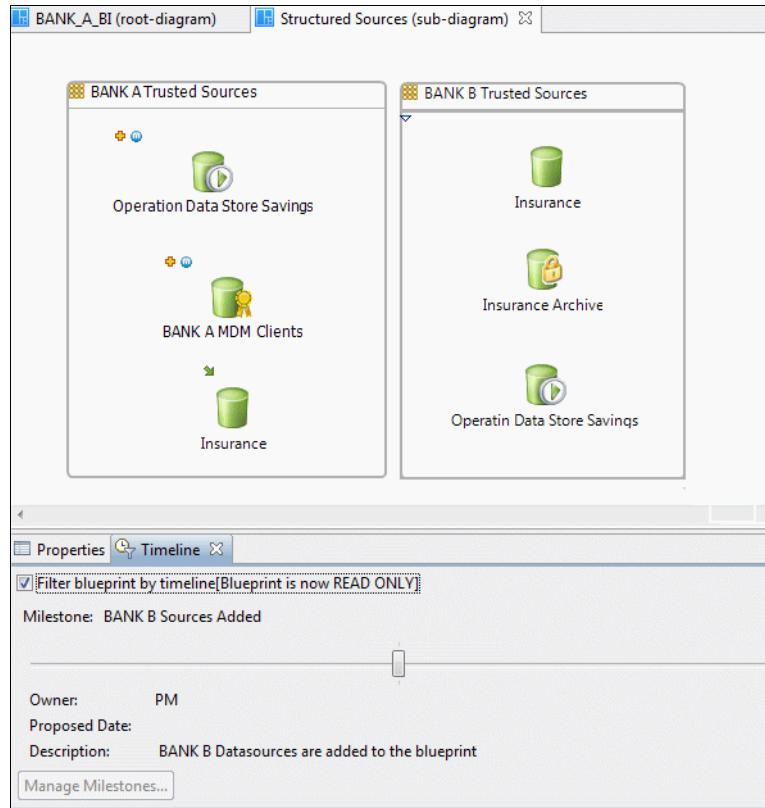 BANK_A_BI (root-diagram)
Structured Sources (sub-diagram)
BANK A Trusted Sources
BANK B Trusted Sources
m
Operation Data Store Savings
Insurance
m
BANK A MDM Clients
Insurance Archive
Insurance
Operatin Data Store Savings
Properties
Timeline
Filter blueprint by timeline[Blueprint is now READ ONLY]
Milestone: BANK B Sources Added
Owner: PM
Proposed Date:
Description: BANK B Datasources are added to the blueprint
Manage Milestones...